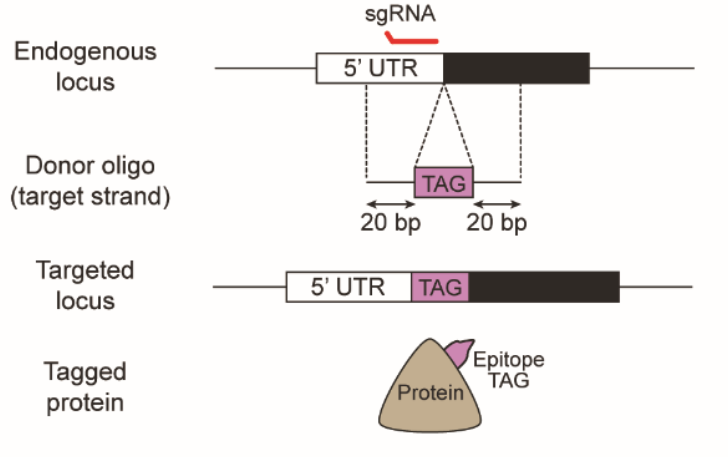 sgRNA
Endogenous
locus
5' UTR
Donor oligo
(target strand)
TAG
20 bp
20 bp
Targeted
locus
5' UTR
TAG
Tagged
protein
Protein
Epitope
TAG